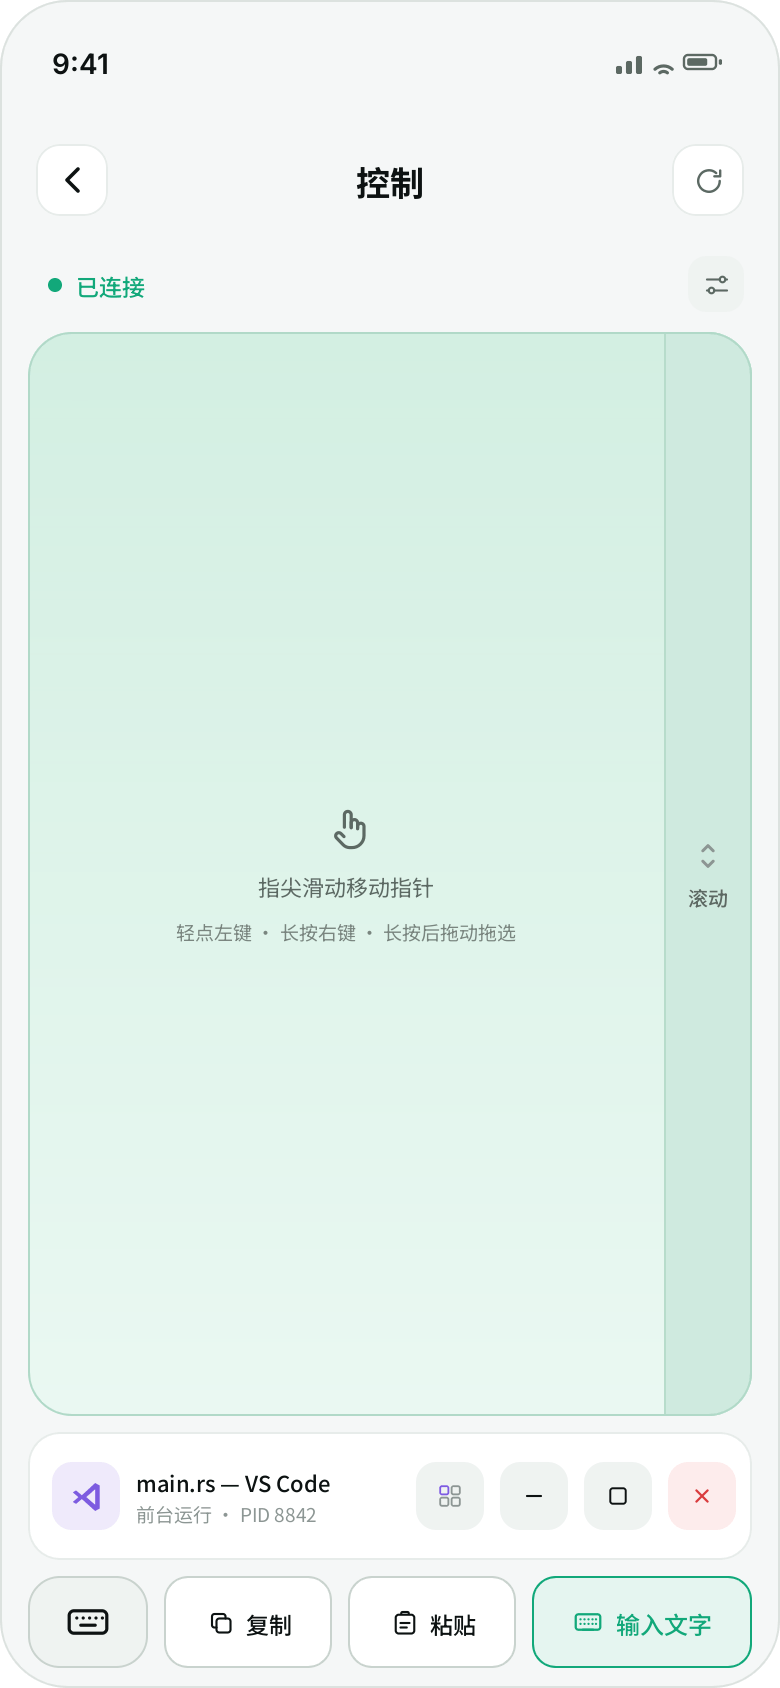 9:41
控制
已连接
指尖滑动移动指针
轻点左键 • 长按右键 • 长按后拖动拖选
滚动
main.rs — VS Code
前台运行 • PID 8842
复制
粘贴
输入文字